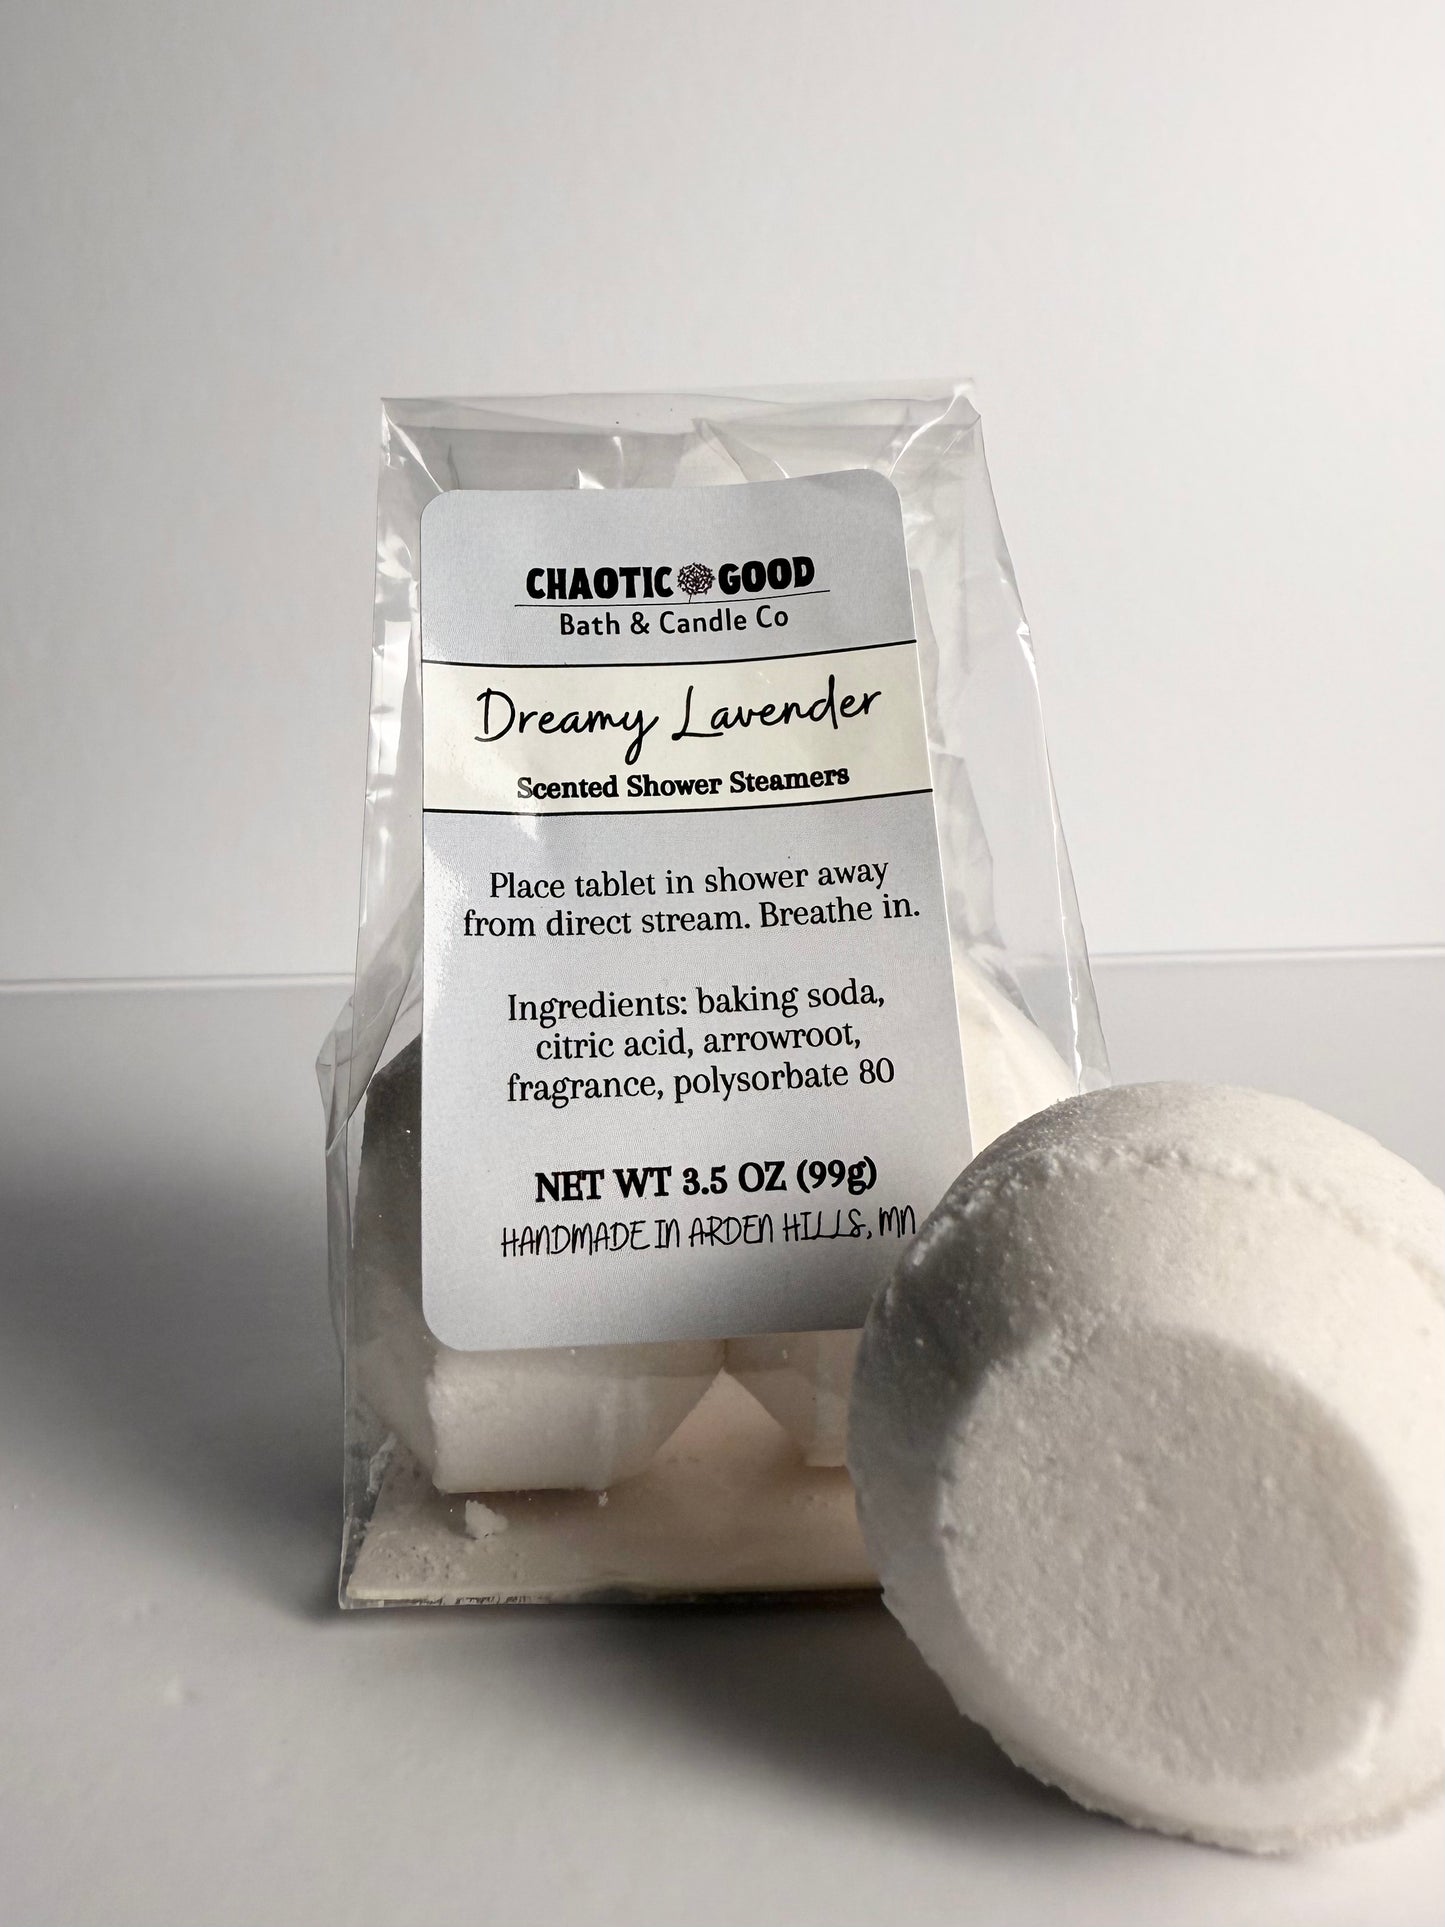 CHAOTIC GOOD
Bath & Candle Co
Dreamy Lavender
Scented Shower Steamers
Place tablet in shower away
from direct stream. Breathe in.
Ingredients: baking soda,
citric acid, arrowroot,
fragrance, polysorbate 80
NET WT 3.5 OZ (99g)
HANDMADE IN ARDEN HILLS, MN